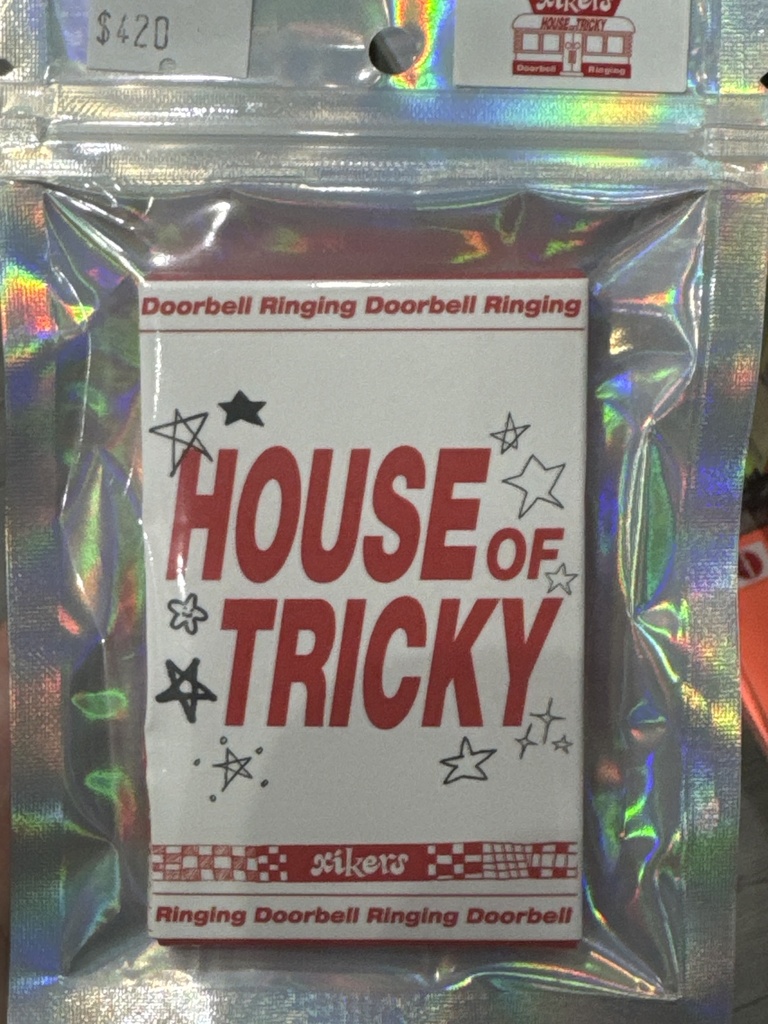 $420
xikers
HOUSE OF TRICKY
Doorbell Ringing
Doorbell Ringing Doorbell Ringing
HOUSE OF
TRICKY
xikers
Ringing Doorbell Ringing Doorbell